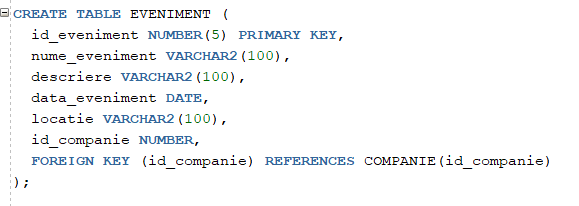 CREATE TABLE EVENIMENT (
id_eveniment NUMBER(5) PRIMARY KEY,
nume_eveniment VARCHAR2(100),
descriere VARCHAR2(100),
data_eveniment DATE,
locatie VARCHAR2(100),
id_companie NUMBER,
FOREIGN KEY (id_companie) REFERENCES COMPANIE(id_companie)
);